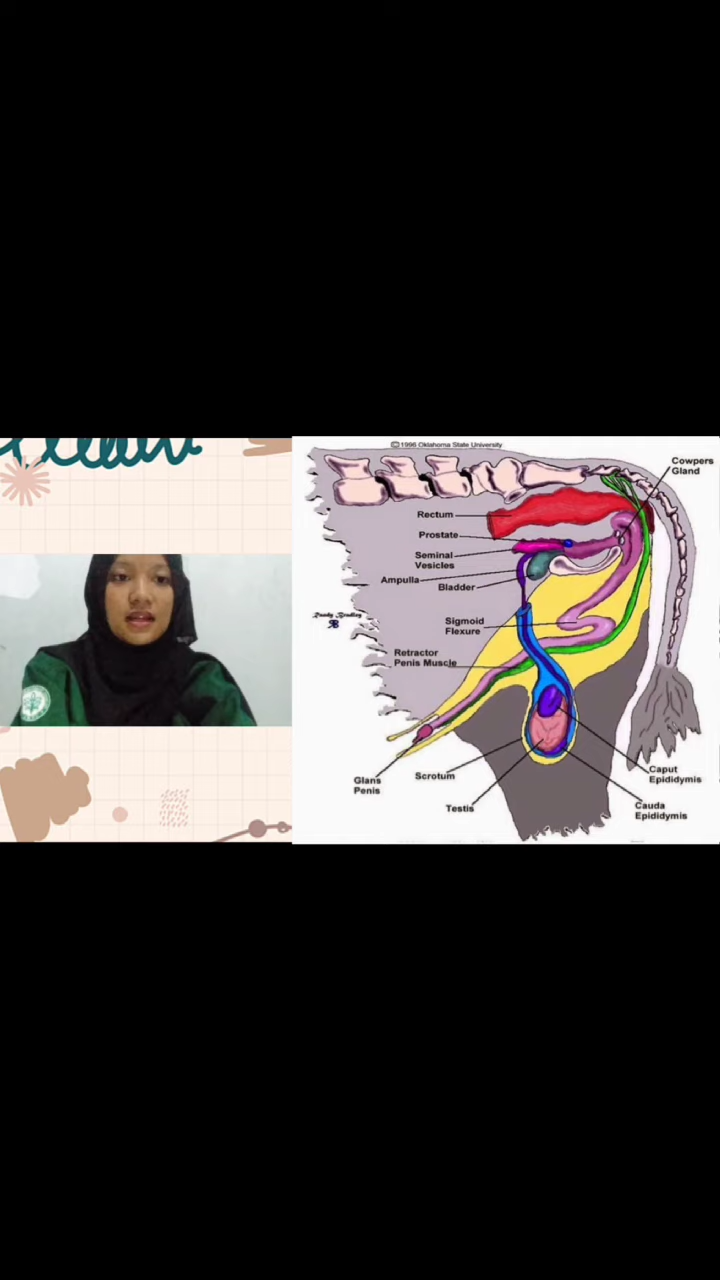 ©1996 Oklahoma State University
Cowpers
Gland
Rectum
Prostate
Seminal
Vesicles
Ampulla
Bladder
Sigmoid
Flexure
Retractor
Penis Muscle
Glans
Penis
Scrotum
Testis
Caput
Epididymis
Cauda
Epididymis